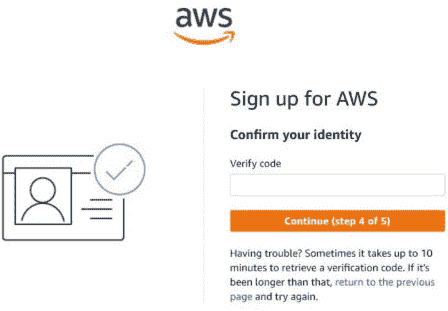 aws
Sign up for AWS
Confirm your identity
Verify code
Continue (step 4 of 5)
Having trouble? Sometimes it takes up to 10
minutes to retrieve a verification code. If it's
been longer than that, return to the previous
page and try again.